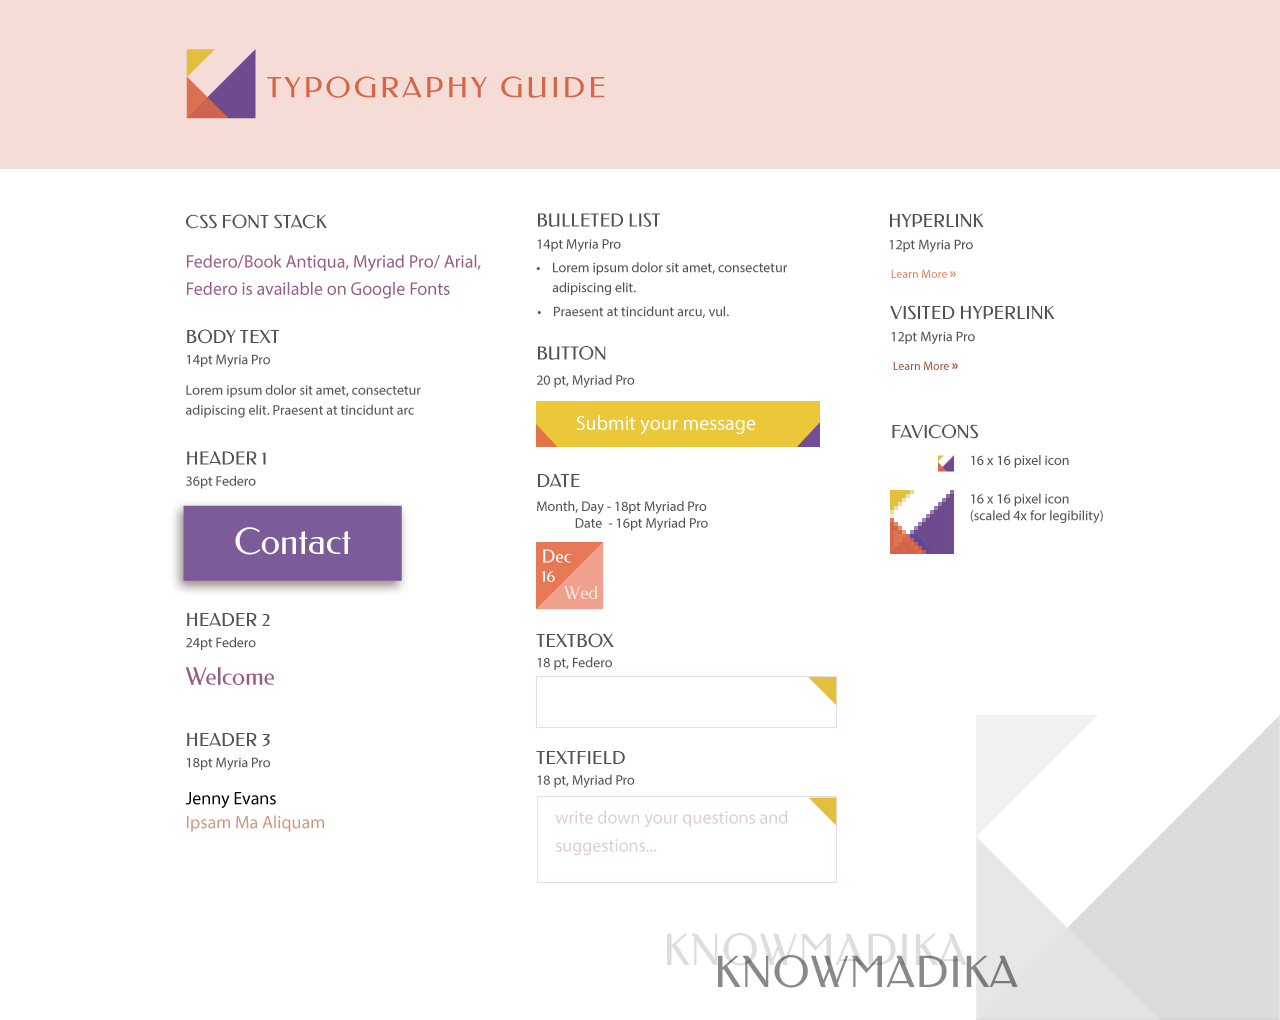 TYPOGRAPHY GUIDE
CSS FONT STACK
Federo/Book Antiqua, Myriad Pro/ Arial,
Federo is available on Google Fonts
BODY TEXT
14pt Myria Pro
Lorem ipsum dolor sit amet, consectetur
adipiscing elit. Praesent at tincidunt arc
HEADER 1
36pt Federo
Contact
HEADER 2
24pt Federo
Welcome
HEADER 3
18pt Myria Pro
Jenny Evans
Ipsam Ma Aliquam
BULLETED LIST
14pt Myria Pro
• Lorem ipsum dolor sit amet, consectetur
adipiscing elit.
• Praesent at tincidunt arcu, vul.
BUTTON
20 pt, Myriad Pro
Submit your message
DATE
Month, Day - 18pt Myriad Pro
Date - 16pt Myriad Pro
Dec
16
Wed
TEXTBOX
18 pt, Federo
TEXTFIELD
18 pt, Myriad Pro
write down your questions and
suggestions...
HYPERLINK
12pt Myria Pro
Learn More »
VISITED HYPERLINK
12pt Myria Pro
Learn More »
FAVICONS
16 x 16 pixel icon
16 x 16 pixel icon
(scaled 4x for legibility)
KNOWMADIKA
KNOWMADIKA